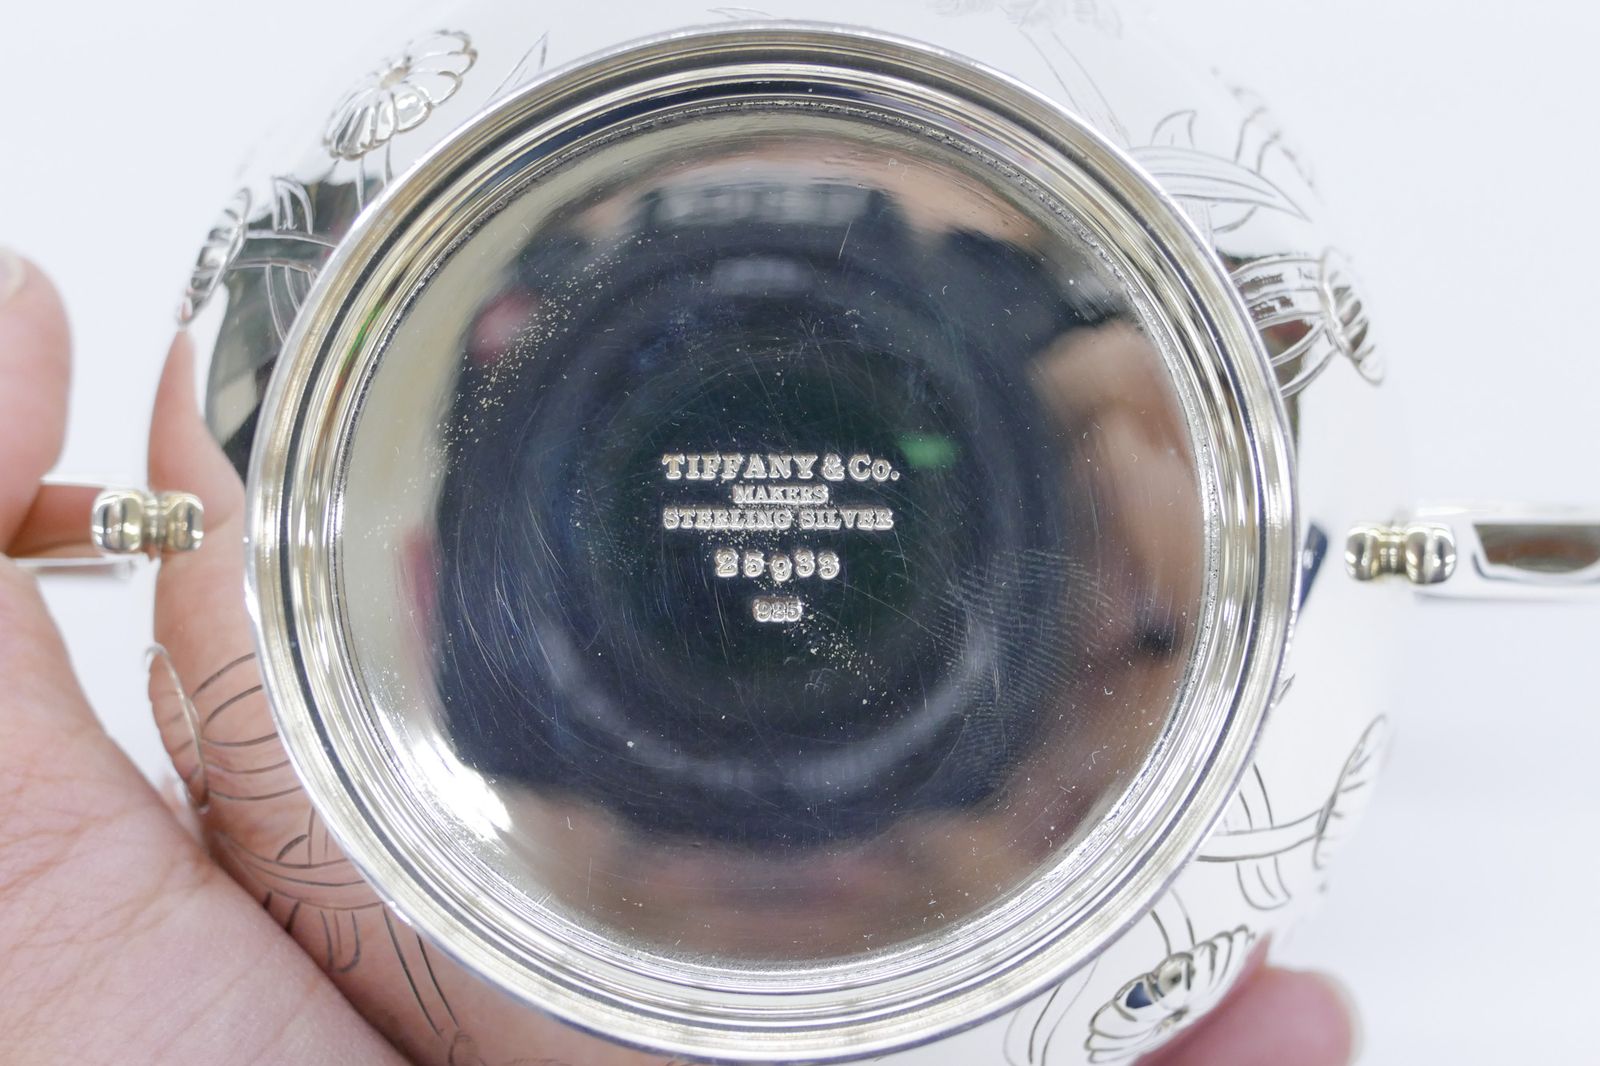 TIFFANY & CO.
MAKERS
STERLING SILVER
25933
925